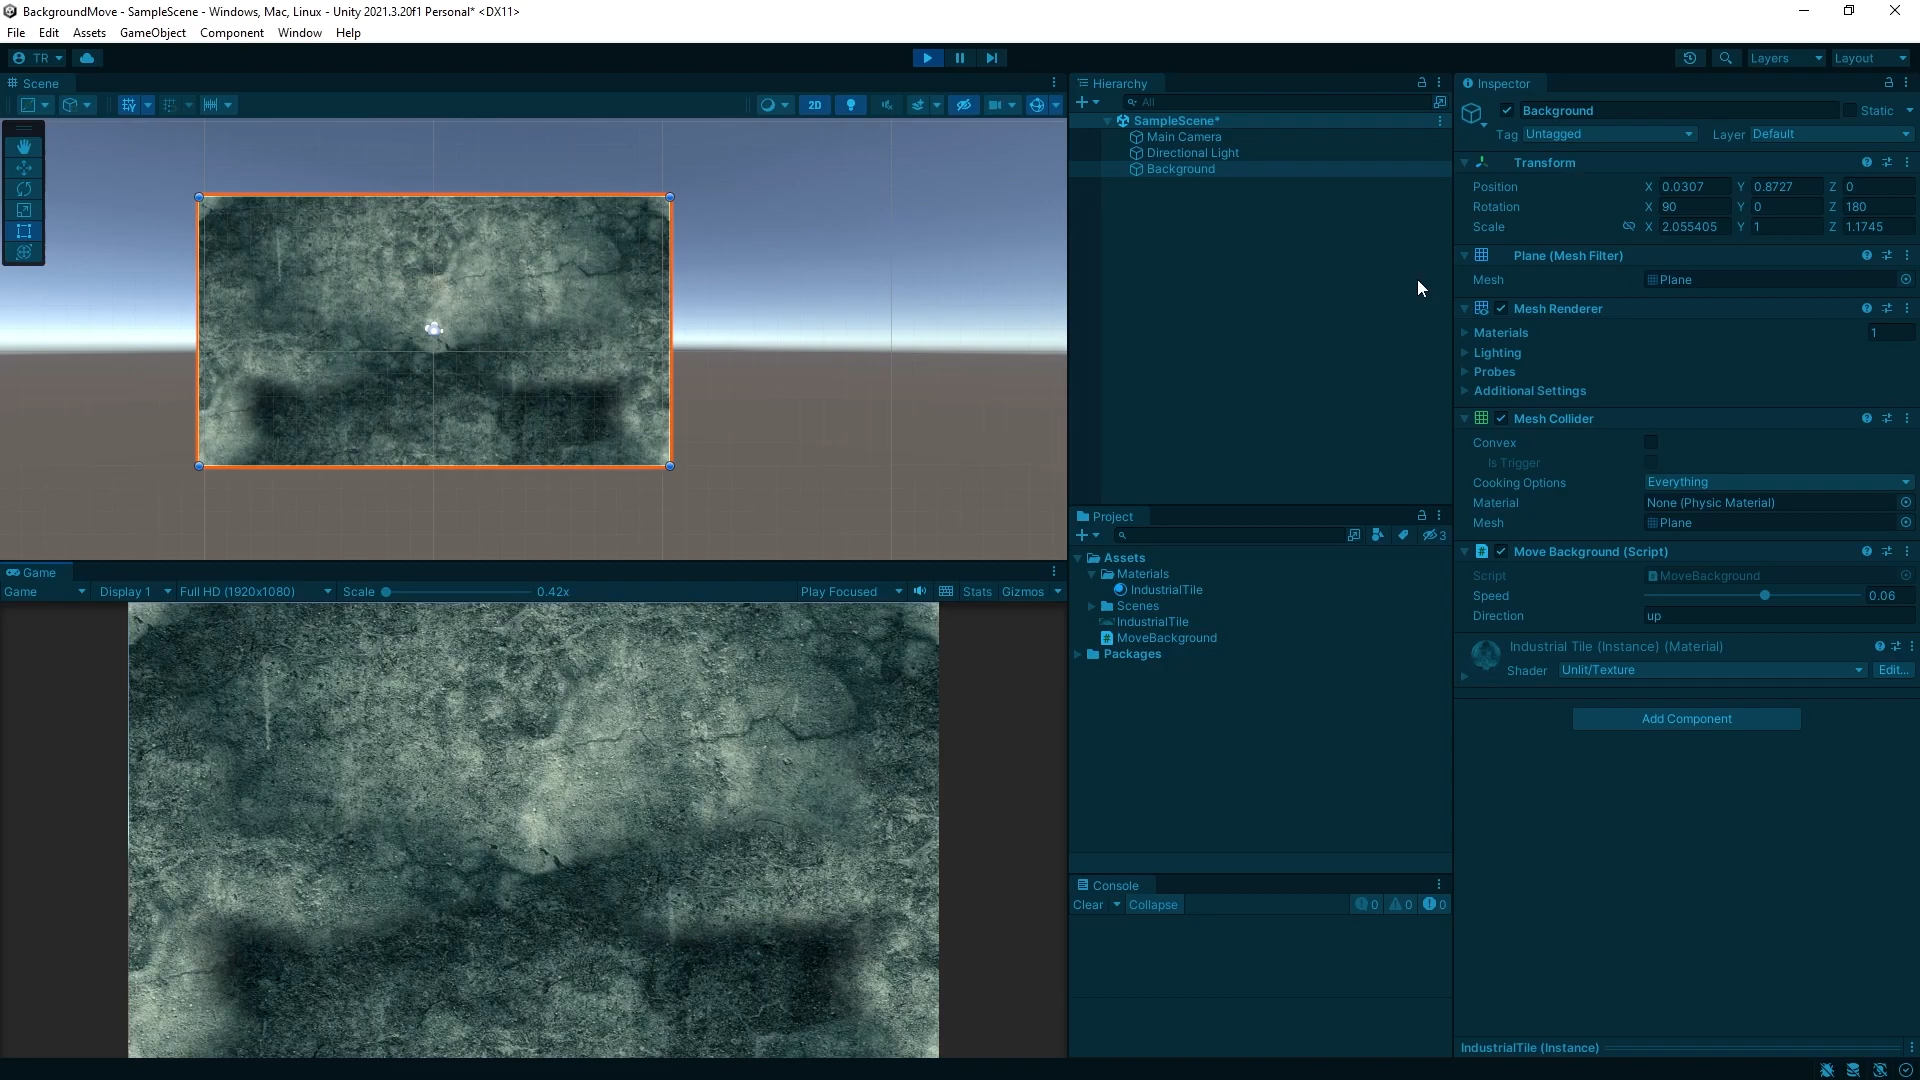 BackgroundMove - SampleScene - Windows, Mac, Linux - Unity 2021.3.20f1 Personal* <DX11>
File Edit Assets GameObject Component Window Help
TR
Layers Layout
Scene
2D
Game
Game Display 1 Full HD (1920x1080) Scale 0.42x Play Focused Stats Gizmos
Hierarchy
All
SampleScene*
Main Camera
Directional Light
Background
Project
3
Assets
Materials
IndustrialTile
Scenes
IndustrialTile
MoveBackground
Packages
Console
Clear Collapse 0 0 0
Inspector
Background Static
Tag Untagged Layer Default
Transform
Position X 0.0307 Y 0.8727 Z 0
Rotation X 90 Y 0 Z 180
Scale X 2.055405 Y 1 Z 1.1745
Plane (Mesh Filter)
Mesh Plane
Mesh Renderer
Materials 1
Lighting
Probes
Additional Settings
Mesh Collider
Convex
Is Trigger
Cooking Options Everything
Material None (Physic Material)
Mesh Plane
Move Background (Script)
Script MoveBackground
Speed 0.06
Direction up
Industrial Tile (Instance) (Material)
Shader Unlit/Texture Edit...
Add Component
IndustrialTile (Instance)